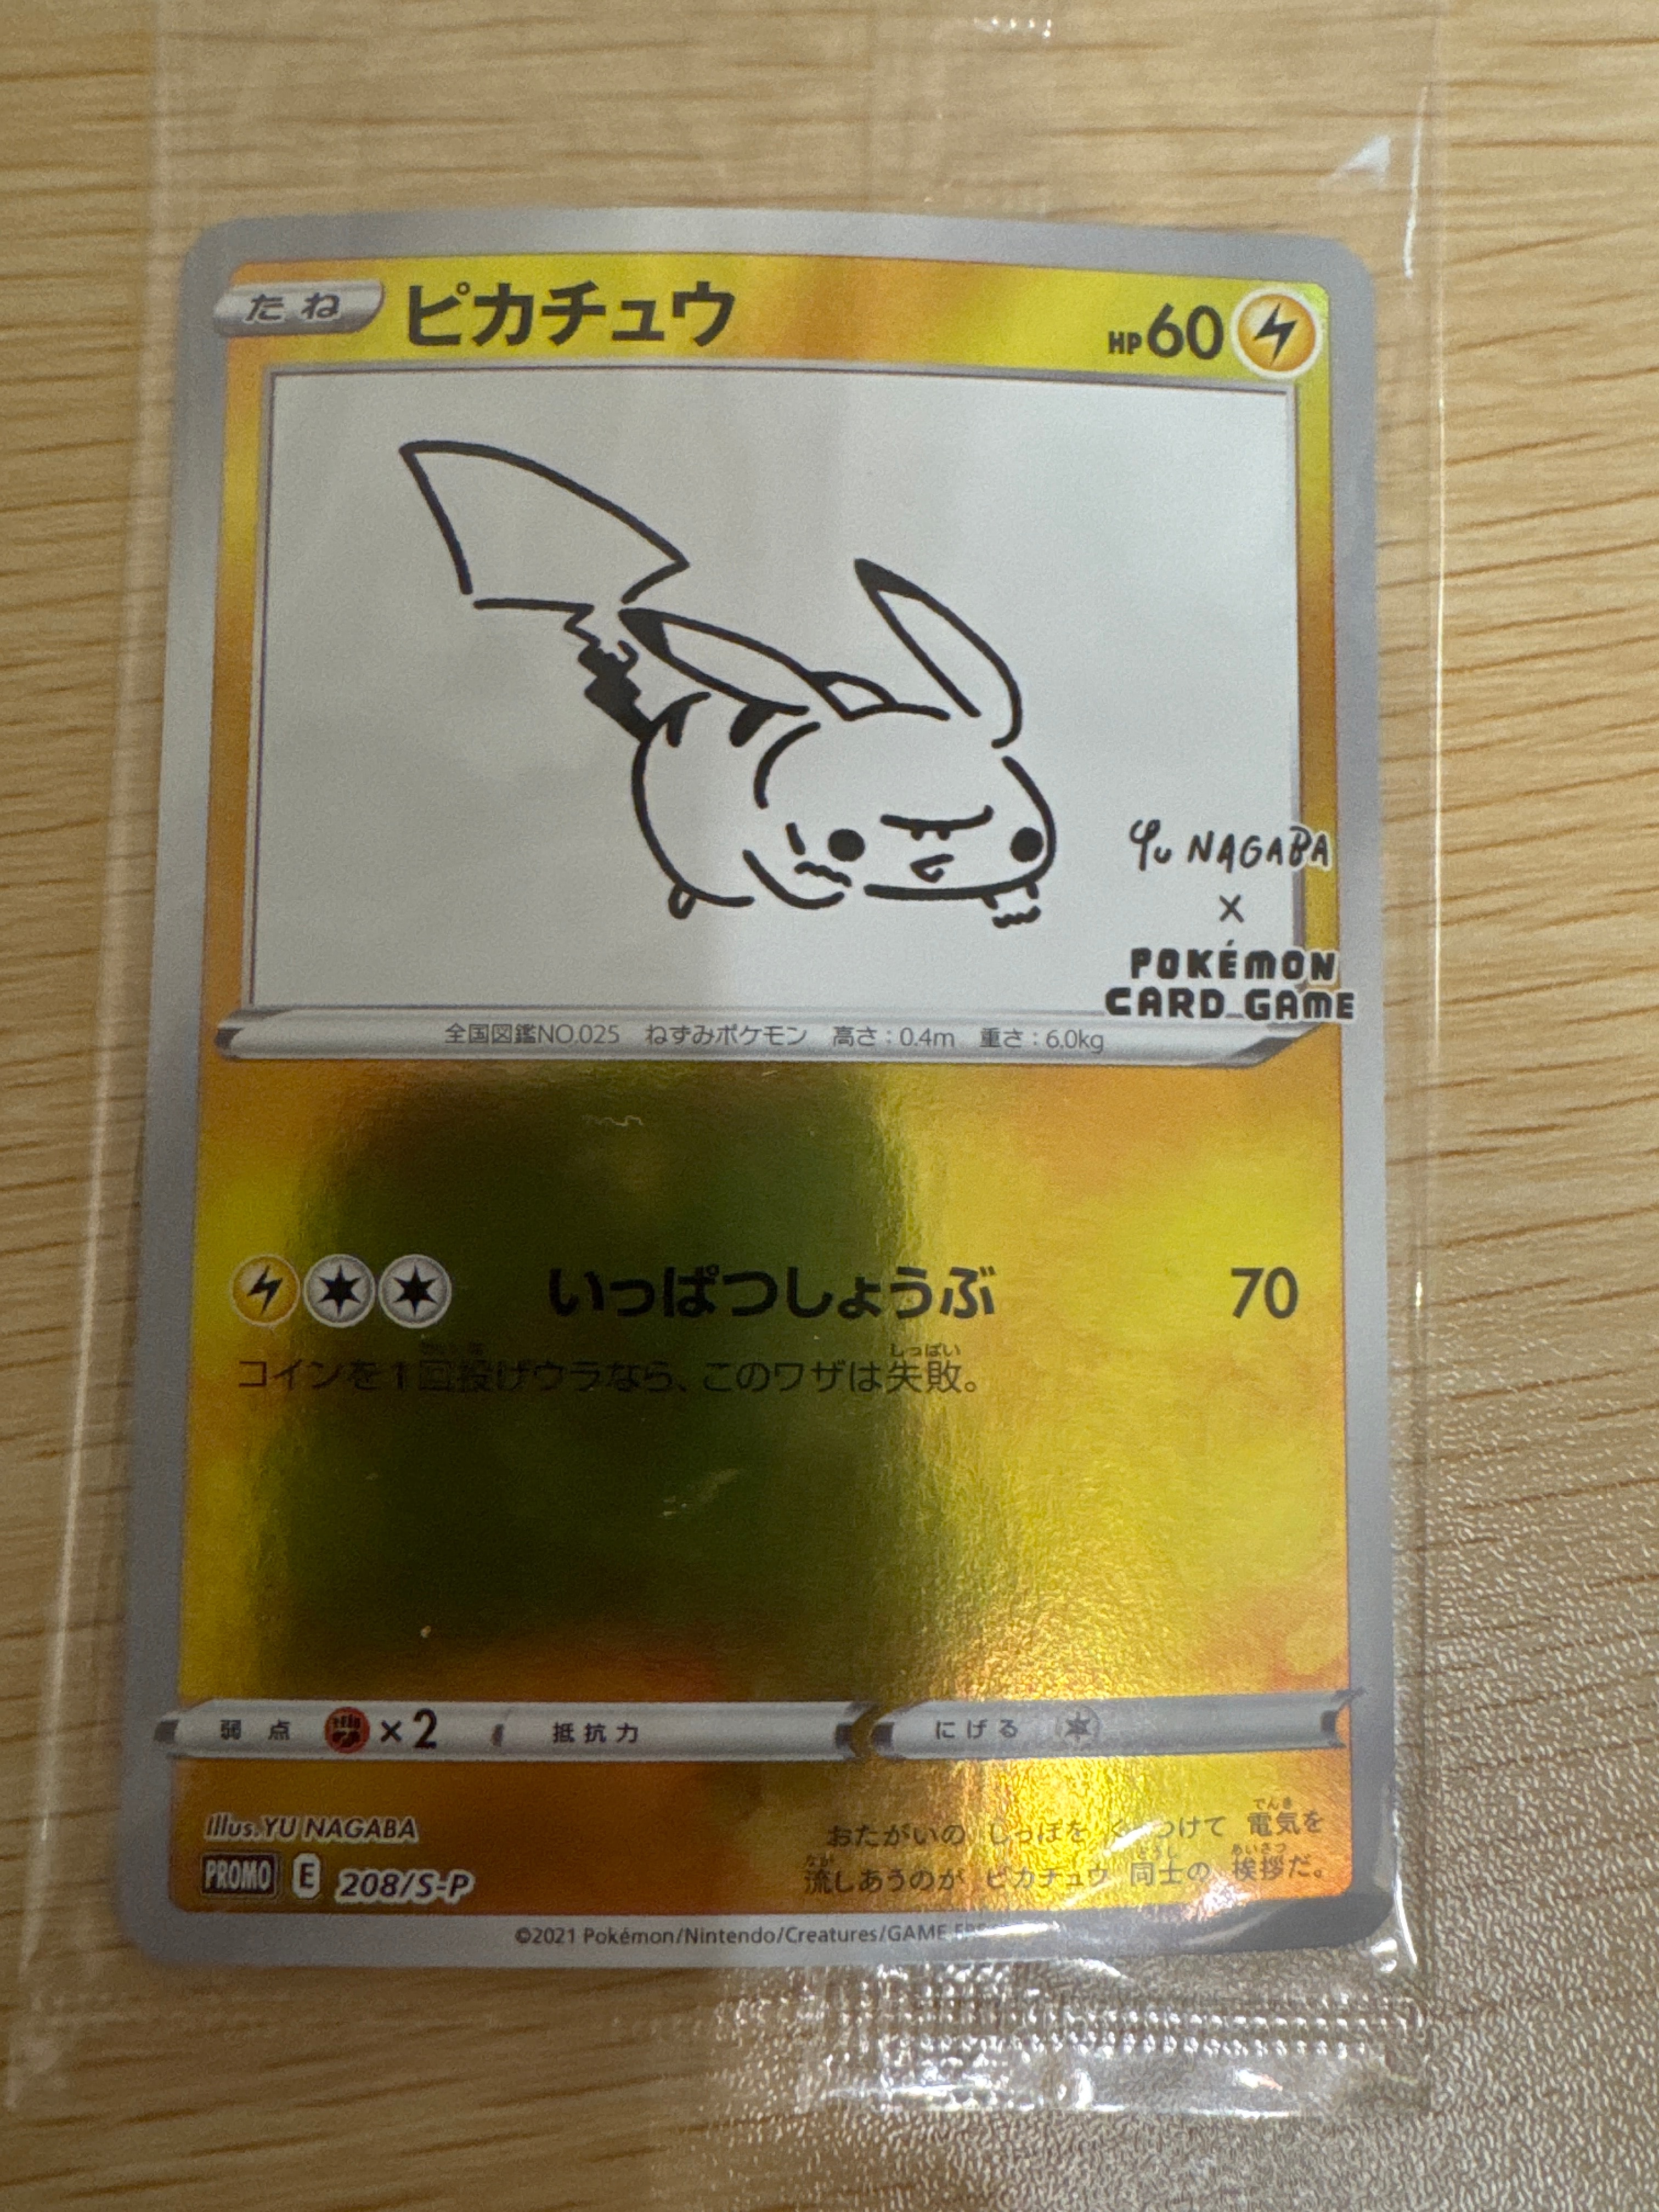 たね ピカチュウ HP60
YU NAGABA
×
POKÉMON
CARD GAME
全国図鑑NO.025 ねずみポケモン 高さ：0.4m 重さ：6.0kg
いっぱつしょうぶ 70
コインを1回投げウラなら、このワザは失敗。
弱点 ×2 抵抗力 にげる
Illus. YU NAGABA
PROMO E 208/S-P
おたがいの しっぽを くっつけて 電気を
流しあうのが ピカチュウ 同士の 挨拶だ。
©2021 Pokémon/Nintendo/Creatures/GAME